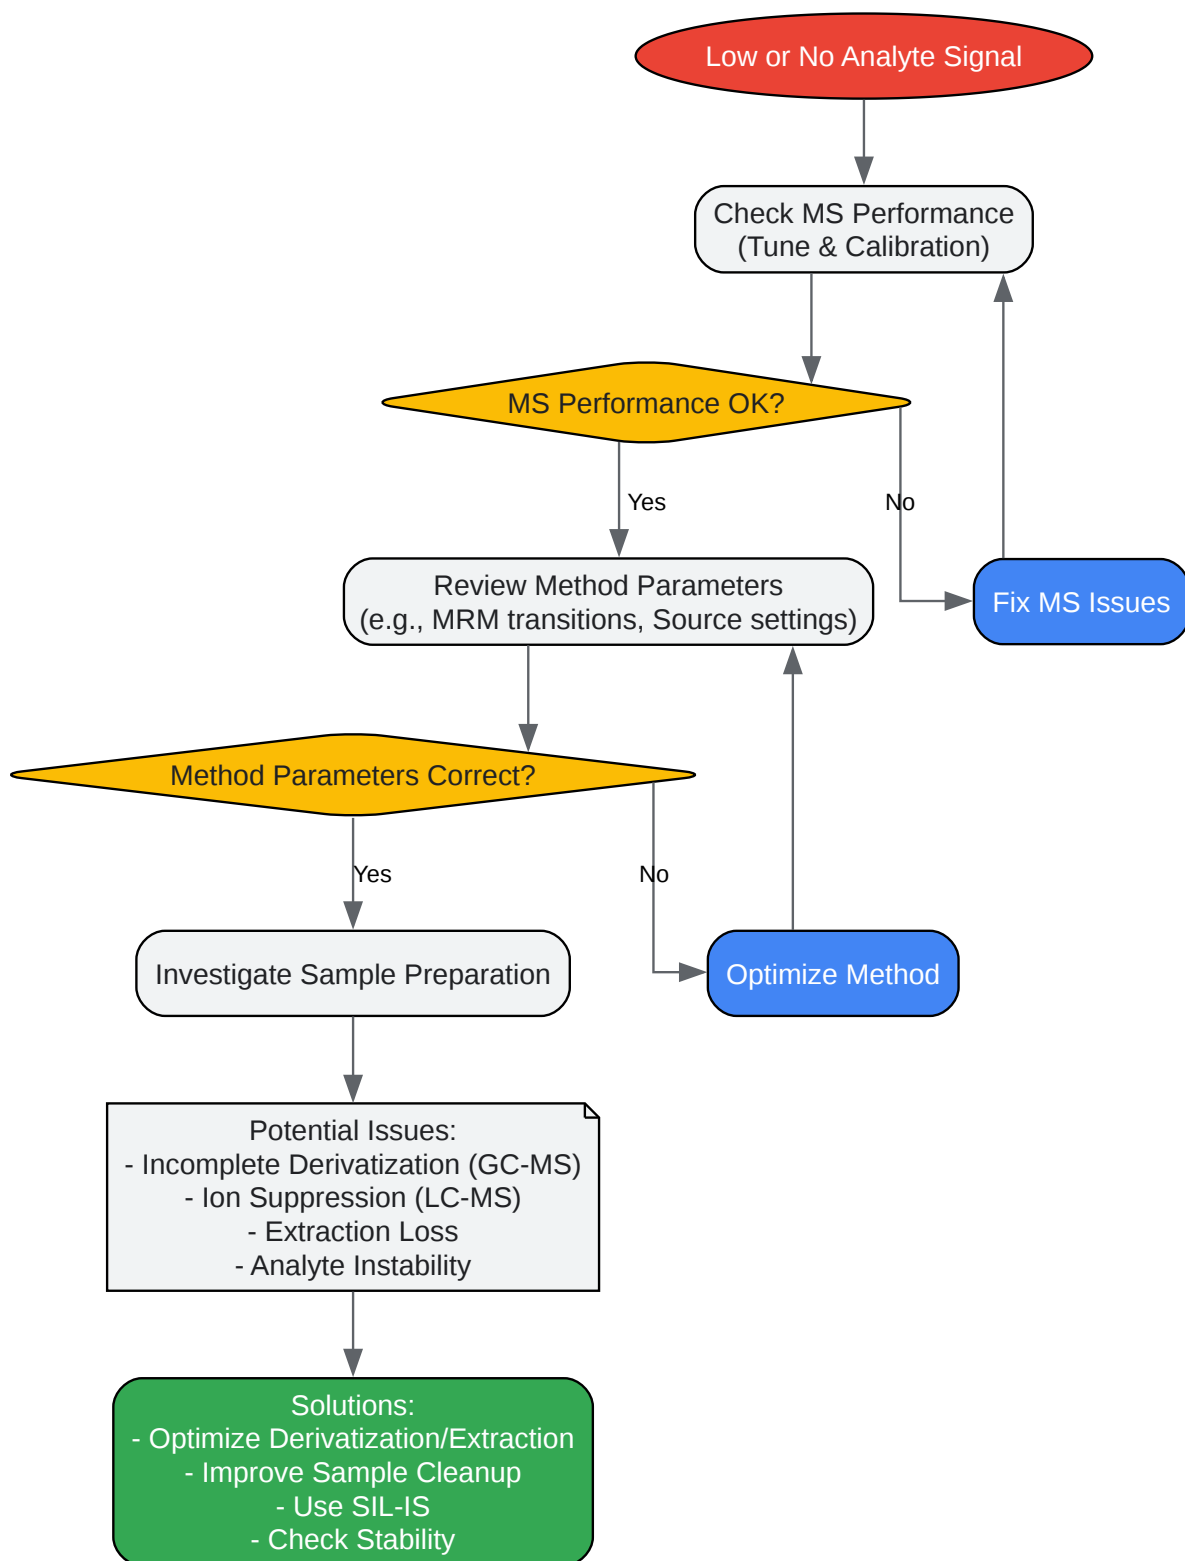 Low or No Analyte Signal
Check MS Performance
(Tune & Calibration)
MS Performance OK?
Yes
No
Review Method Parameters
(e.g., MRM transitions, Source settings)
Fix MS Issues
Method Parameters Correct?
Yes
No
Investigate Sample Preparation
Optimize Method
Potential Issues:
- Incomplete Derivatization (GC-MS)
- Ion Suppression (LC-MS)
- Extraction Loss
- Analyte Instability
Solutions:
- Optimize Derivatization/Extraction
- Improve Sample Cleanup
- Use SIL-IS
- Check Stability